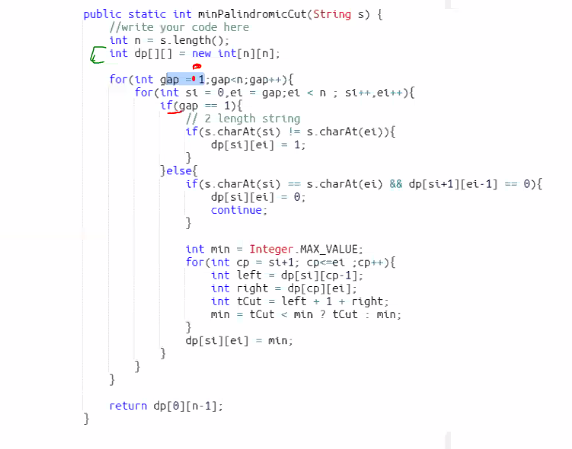 public static int minPalindromicCut(String s) {
//write your code here
int n = s.length();
int dp[][] = new int[n][n];
for(int gap = 1;gap<n;gap++){
for(int si = 0,ei = gap;ei < n ; si++,ei++){
if(gap == 1){
// 2 length string
if(s.charAt(si) != s.charAt(ei)){
dp[si][ei] = 1;
}
}else{
if(s.charAt(si) == s.charAt(ei) && dp[si+1][ei-1] == 0){
dp[si][ei] = 0;
continue;
}
int min = Integer.MAX_VALUE;
for(int cp = si+1; cp<=ei ;cp++){
int left = dp[si][cp-1];
int right = dp[cp][ei];
int tCut = left + 1 + right;
min = tCut < min ? tCut : min;
}
dp[si][ei] = min;
}
}
}
return dp[0][n-1];
}